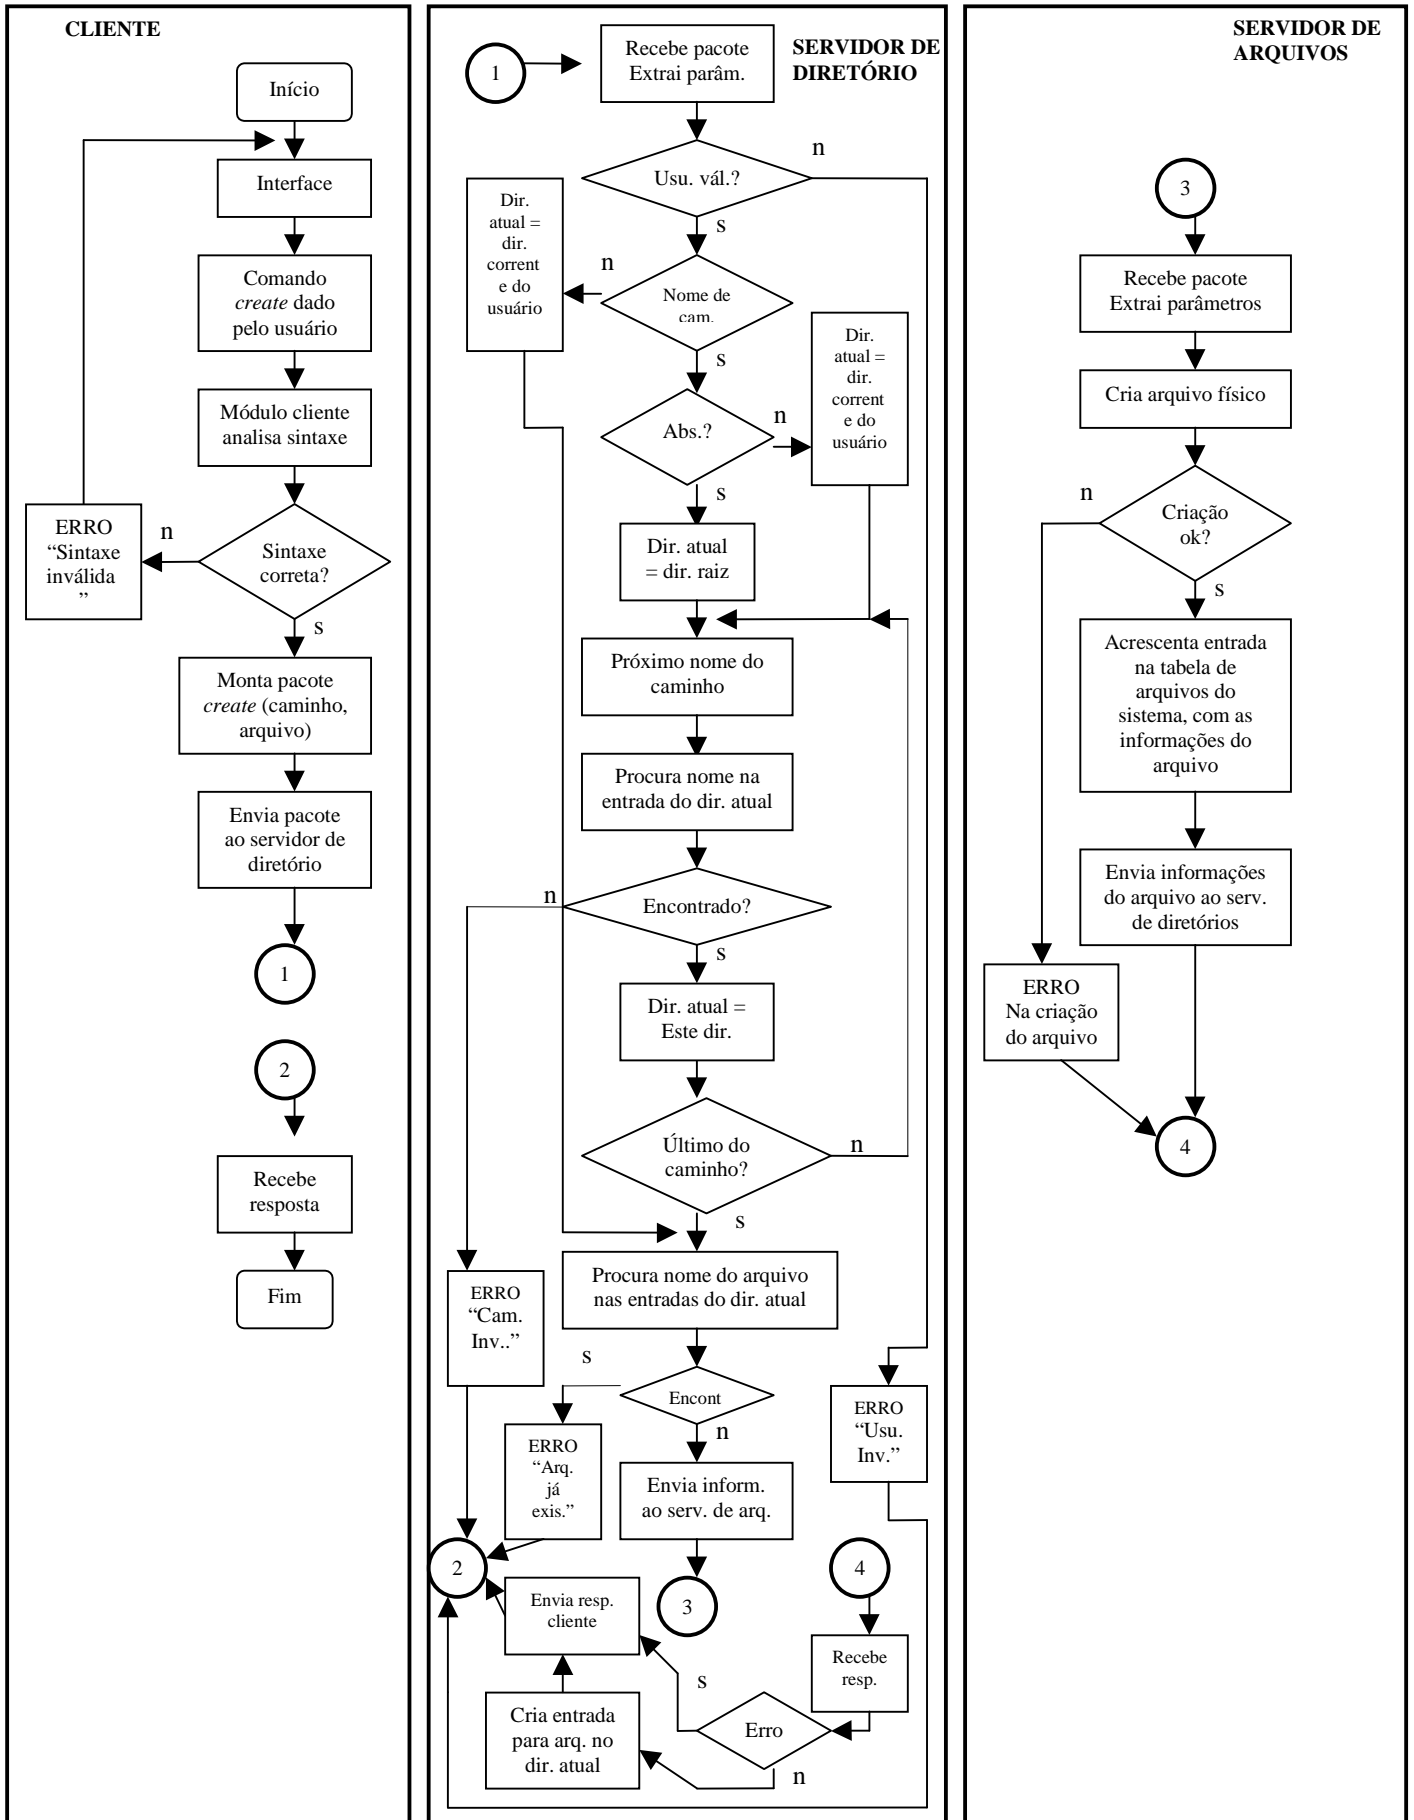 CLIENTE
Início
Interface
Comando
create dado
pelo usuário
Módulo cliente
analisa sintaxe
ERRO
“Sintaxe
inválida
”
n
Sintaxe
correta?
s
Monta pacote
create (caminho,
arquivo)
Envia pacote
ao servidor de
diretório
1
2
Recebe
resposta
Fim
SERVIDOR DE
DIRETÓRIO
1
Recebe pacote
Extrai parâm.
n
Usu. vál.?
s
Dir.
atual =
dir.
corrent
e do
usuário
n
Nome de
cam.
s
Dir.
atual =
dir.
corrent
e do
usuário
n
Abs.?
s
Dir. atual
= dir. raiz
Próximo nome do
caminho
Procura nome na
entrada do dir. atual
n
Encontrado?
s
Dir. atual =
Este dir.
Último do
caminho?
n
s
Procura nome do arquivo
nas entradas do dir. atual
ERRO
“Cam.
Inv..”
s
Encont
n
ERRO
“Arq.
já
exis.”
ERRO
“Usu.
Inv.”
Envia inform.
ao serv. de arq.
2
3
4
Envia resp.
cliente
Recebe
resp.
s
Erro
n
Cria entrada
para arq. no
dir. atual
SERVIDOR DE
ARQUIVOS
3
Recebe pacote
Extrai parâmetros
Cria arquivo físico
n
Criação
ok?
s
Acrescenta entrada
na tabela de
arquivos do
sistema, com as
informações do
arquivo
Envia informações
do arquivo ao serv.
de diretórios
ERRO
Na criação
do arquivo
4